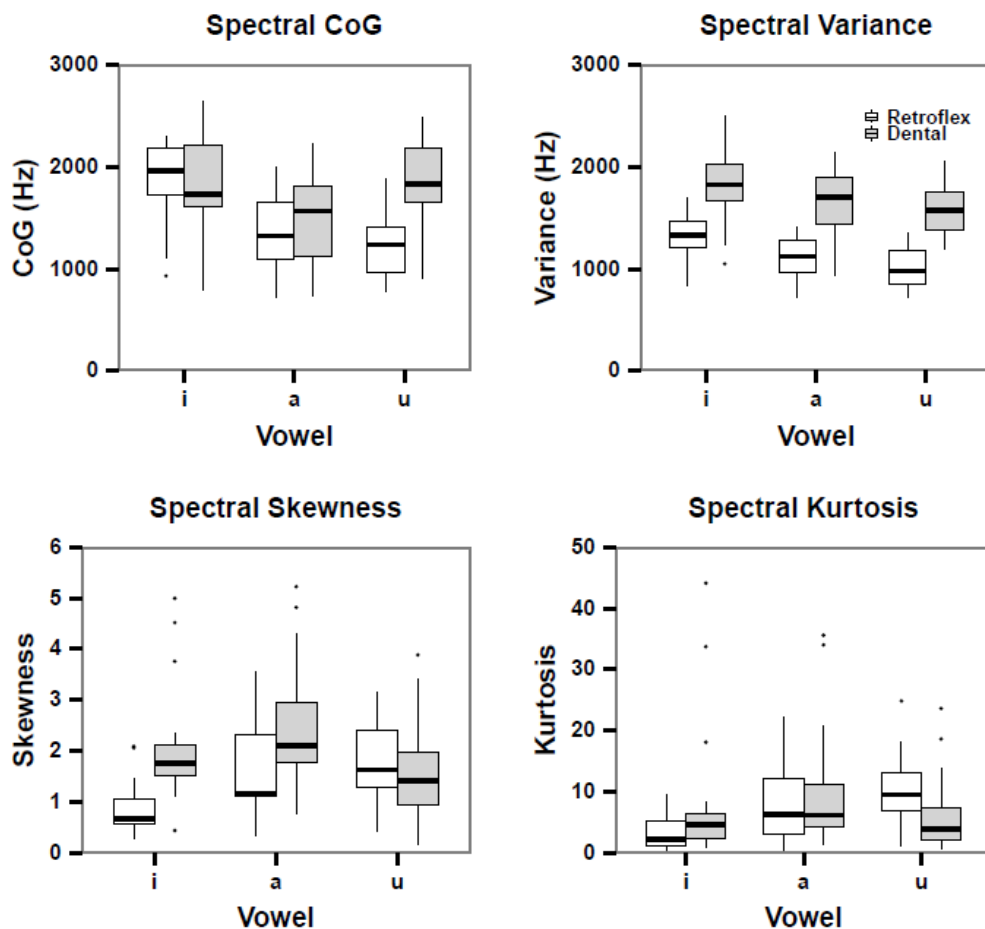 Spectral CoG
3000
2000
1000
0
CoG (Hz)
i a u
Vowel
Spectral Variance
3000
2000
1000
0
Variance (Hz)
Retroflex
Dental
i a u
Vowel
Spectral Skewness
6
5
4
3
2
1
0
Skewness
i a u
Vowel
Spectral Kurtosis
50
40
30
20
10
0
Kurtosis
i a u
Vowel